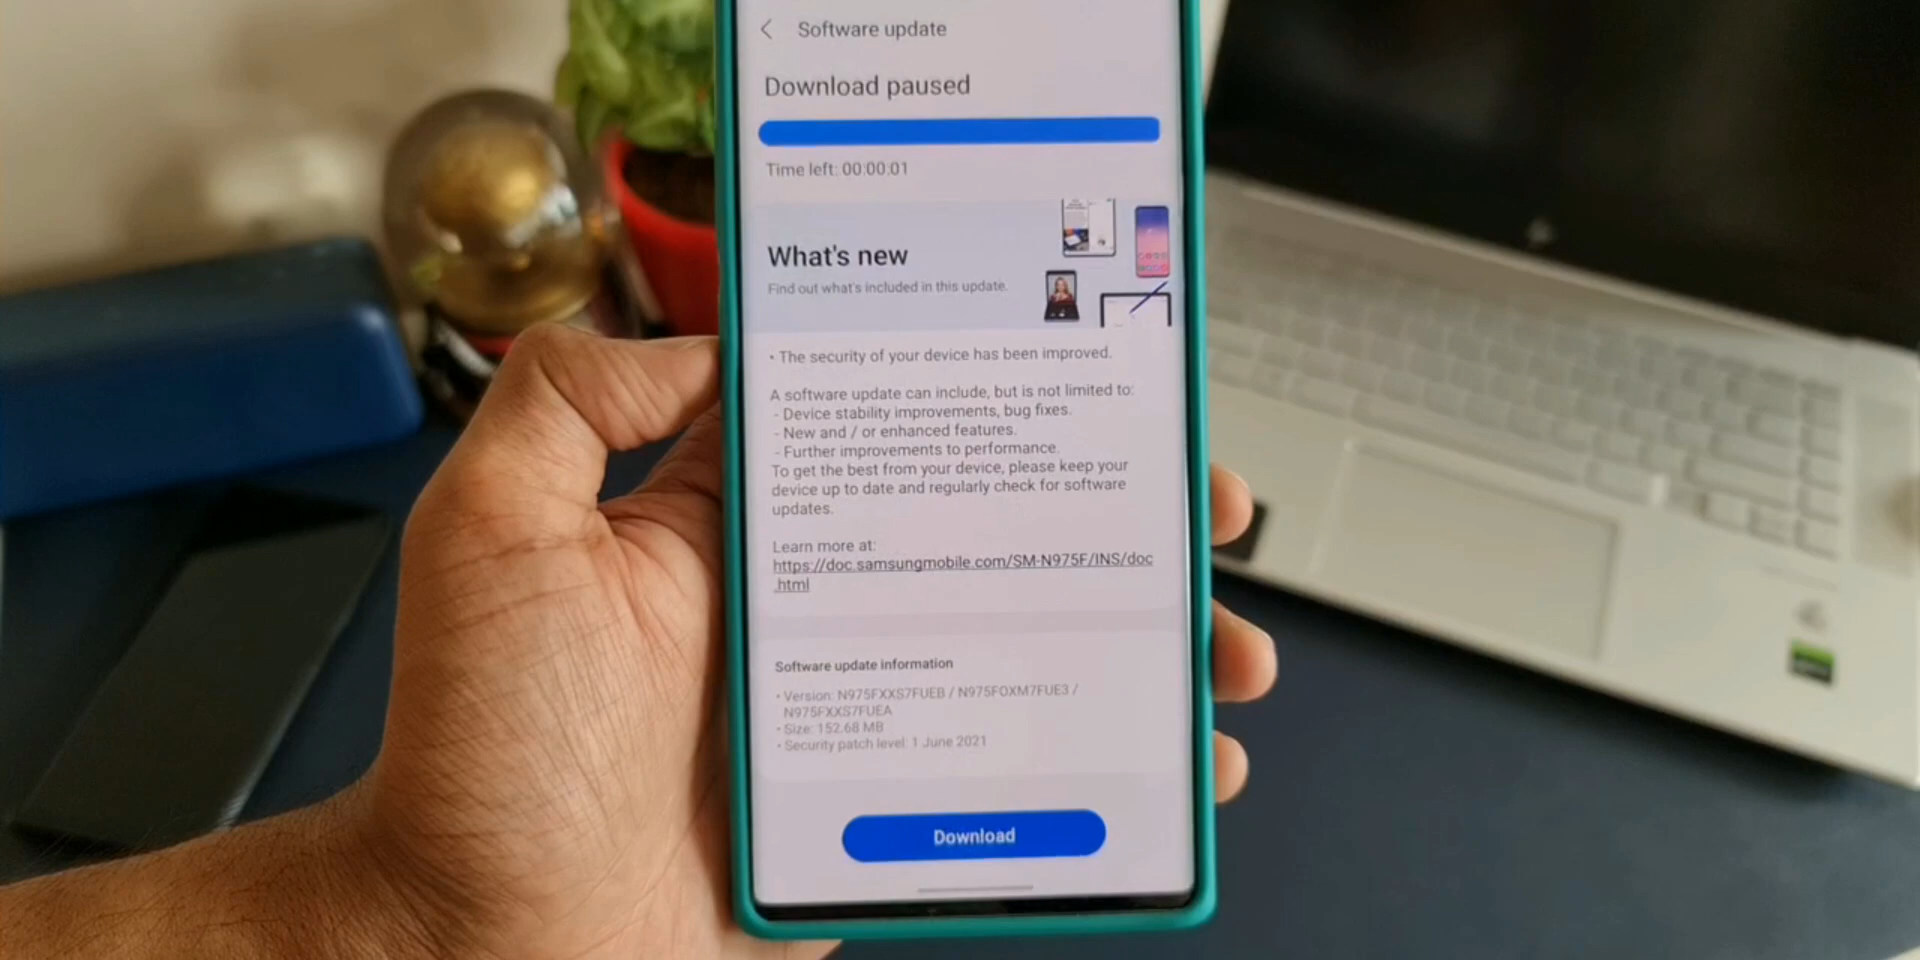 Software update
Download paused
Time left: 00:00:01
What's new
Find out what's included in this update.
• The security of your device has been improved.
A software update can include, but is not limited to:
- Device stability improvements, bug fixes.
- New and / or enhanced features.
- Further improvements to performance.
To get the best from your device, please keep your
device up to date and regularly check for software
updates.
Learn more at:
https://doc.samsungmobile.com/SM-N975F/INS/doc
.html
Software update information
• Version: N975FXXS7FUEB / N975FOXM7FUE3 /
N975FXXS7FUEA
• Size: 152.68 MB
• Security patch level: 1 June 2021
Download